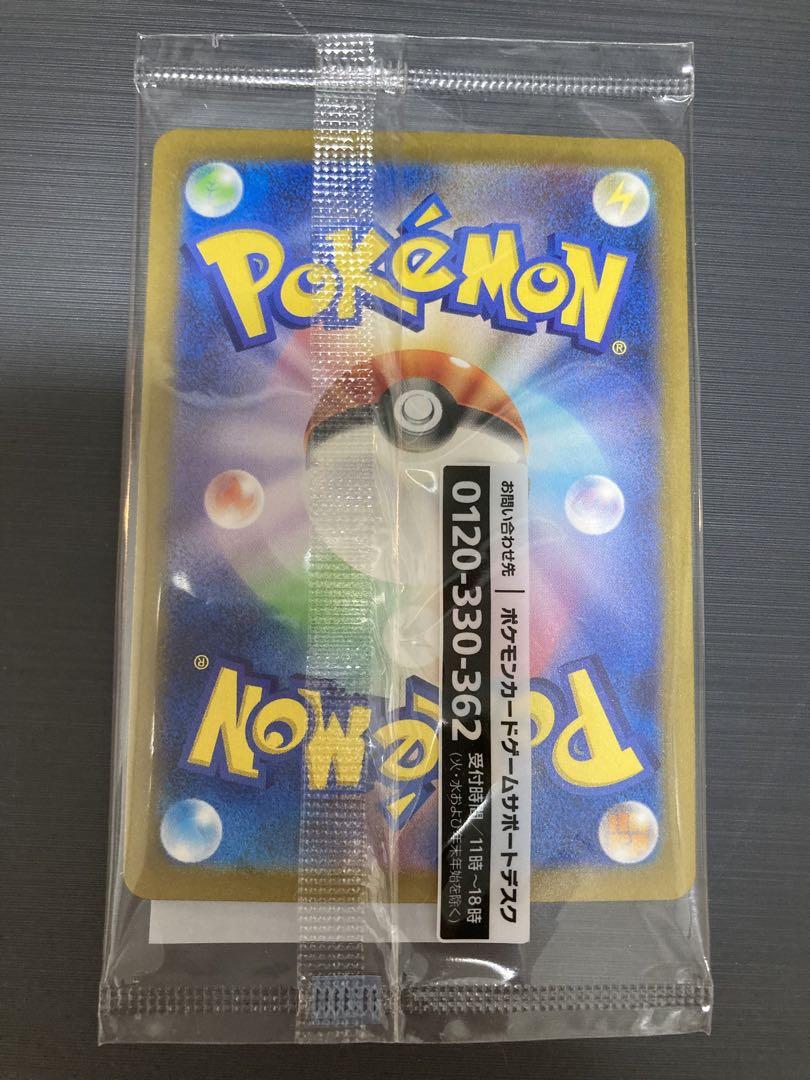 POKéMON
®
お問い合わせ先 | ポケモンカードゲームサポートデスク
0120-330-362 受付時間/11時~18時
(火・水および年末年始を除く)
®
POKéMON